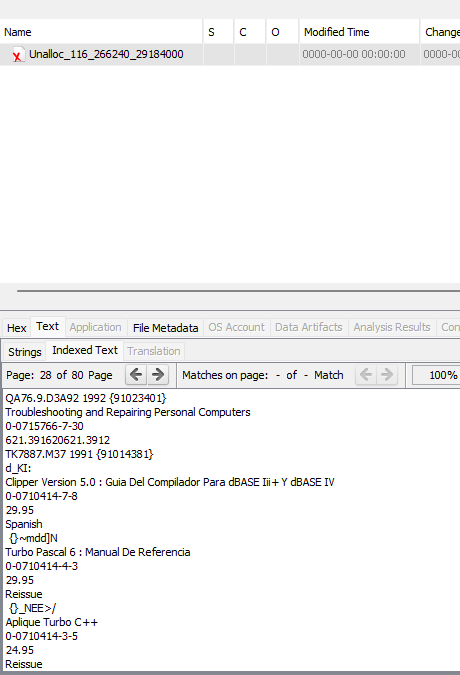 Name S C O Modified Time Change
Unalloc_116_266240_29184000 0000-00-00 00:00:00 0000-0
Hex Text Application File Metadata OS Account Data Artifacts Analysis Results Con
Strings Indexed Text Translation
Page: 28 of 80 Page Matches on page: - of - Match 100%
QA76.9.D3A92 1992 {91023401}
Troubleshooting and Repairing Personal Computers
0-0715766-7-30
621.391620621.3912
TK7887.M37 1991 {91014381}
d_KI:
Clipper Version 5.0 : Guia Del Compilador Para dBASE Iii+ Y dBASE IV
0-0710414-7-8
29.95
Spanish
{}~mdd]N
Turbo Pascal 6 : Manual De Referencia
0-0710414-4-3
29.95
Reissue
{}_NEE>/
Aplique Turbo C++
0-0710414-3-5
24.95
Reissue